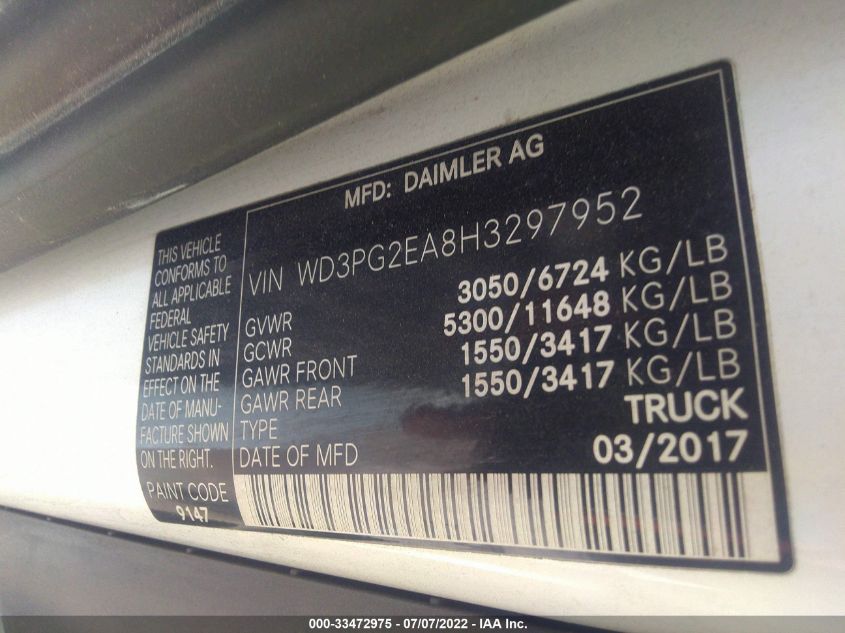 MFD: DAIMLER AG
VIN WD3PG2EA8H3297952
GVWR 3050/6724 KG/LB
GCWR 5300/11648 KG/LB
GAWR FRONT 1550/3417 KG/LB
GAWR REAR 1550/3417 KG/LB
TYPE TRUCK
DATE OF MFD 03/2017
THIS VEHICLE
CONFORMS TO
ALL APPLICABLE
FEDERAL
VEHICLE SAFETY
STANDARDS IN
EFFECT ON THE
DATE OF MANU-
FACTURE SHOWN
ON THE RIGHT.
PAINT CODE
9147
000-33472975 - 07/07/2022 - IAA Inc.